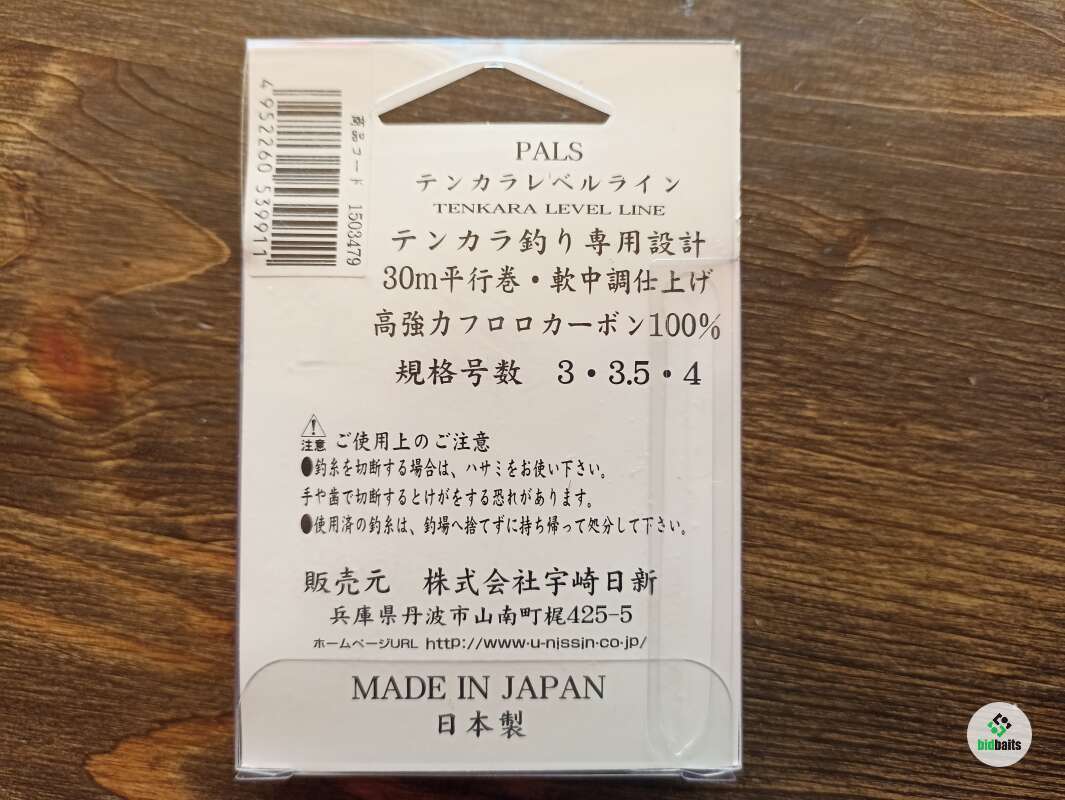 4952260 539911
商品コード 1503479
PALS
テンカラレベルライン
TENKARA LEVEL LINE
テンカラ釣り専用設計
30m平行巻・軟中調仕上げ
高強力フロロカーボン100%
規格号数 3・3.5・4
注意 ご使用上のご注意
●釣糸を切断する場合は、ハサミをお使い下さい。
手や歯で切断するとけがをする恐れがあります。
●使用済の釣糸は、釣場へ捨てずに持ち帰って処分して下さい。
販売元 株式会社宇崎日新
兵庫県丹波市山南町梶425-5
ホームページURL http://www.u-nissin.co.jp/
MADE IN JAPAN
日本製
bidbaits